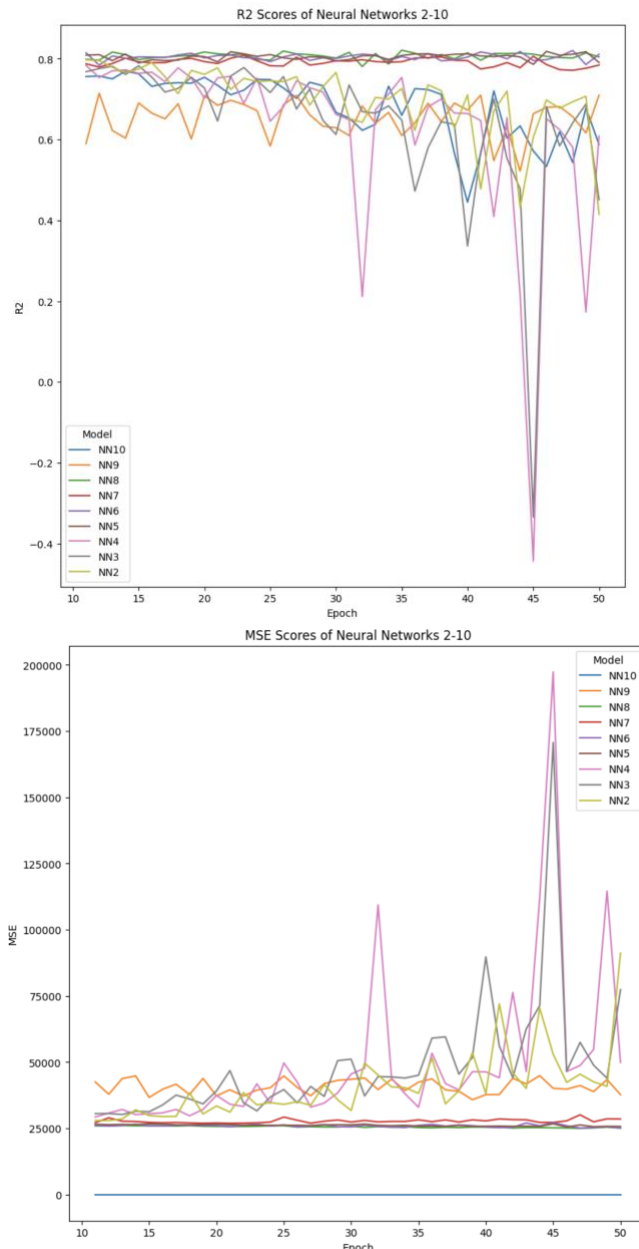 R2 Scores of Neural Networks 2-10
0.8
0.6
0.4
0.2
0.0
−0.2
−0.4
R2
Model
NN10
NN9
NN8
NN7
NN6
NN5
NN4
NN3
NN2
10 15 20 25 30 35 40 45 50
Epoch
MSE Scores of Neural Networks 2-10
200000
175000
150000
125000
100000
75000
50000
25000
0
MSE
Model
NN10
NN9
NN8
NN7
NN6
NN5
NN4
NN3
NN2
10 15 20 25 30 35 40 45 50
Epoch